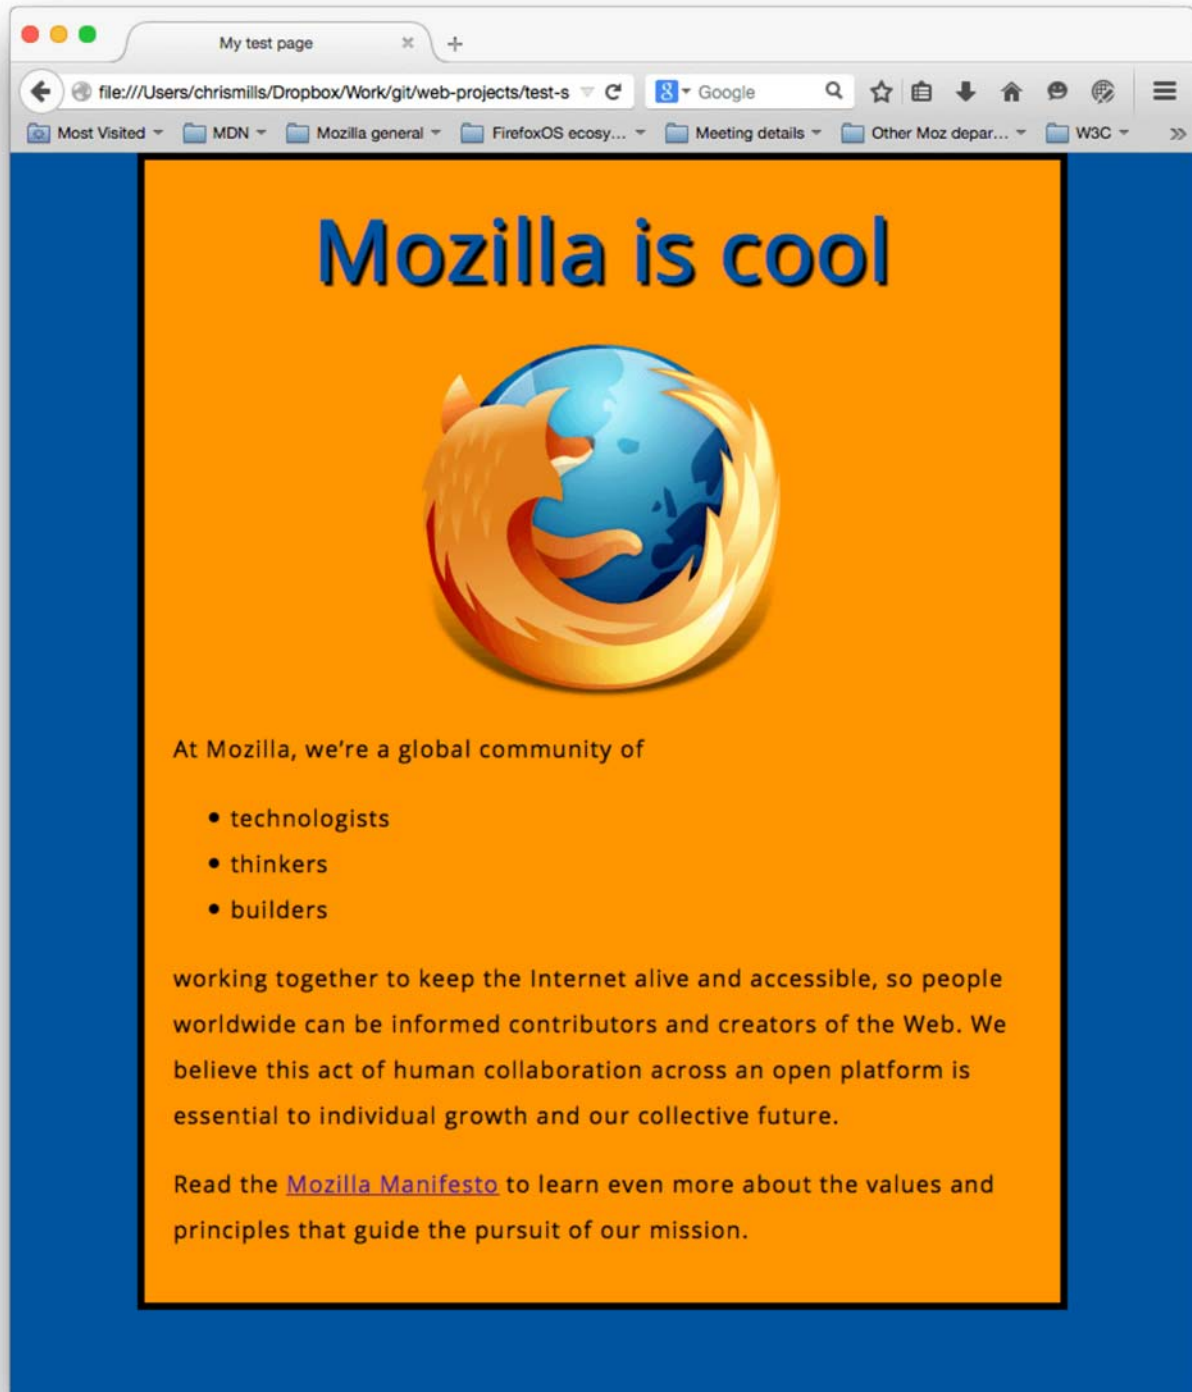 My test page
file:///Users/chrismills/Dropbox/Work/git/web-projects/test-s
Google
Most Visited MDN Mozilla general FirefoxOS ecosy... Meeting details Other Moz depar... W3C
Mozilla is cool
At Mozilla, we’re a global community of
technologists
thinkers
builders
working together to keep the Internet alive and accessible, so people
worldwide can be informed contributors and creators of the Web. We
believe this act of human collaboration across an open platform is
essential to individual growth and our collective future.
Read the Mozilla Manifesto to learn even more about the values and
principles that guide the pursuit of our mission.